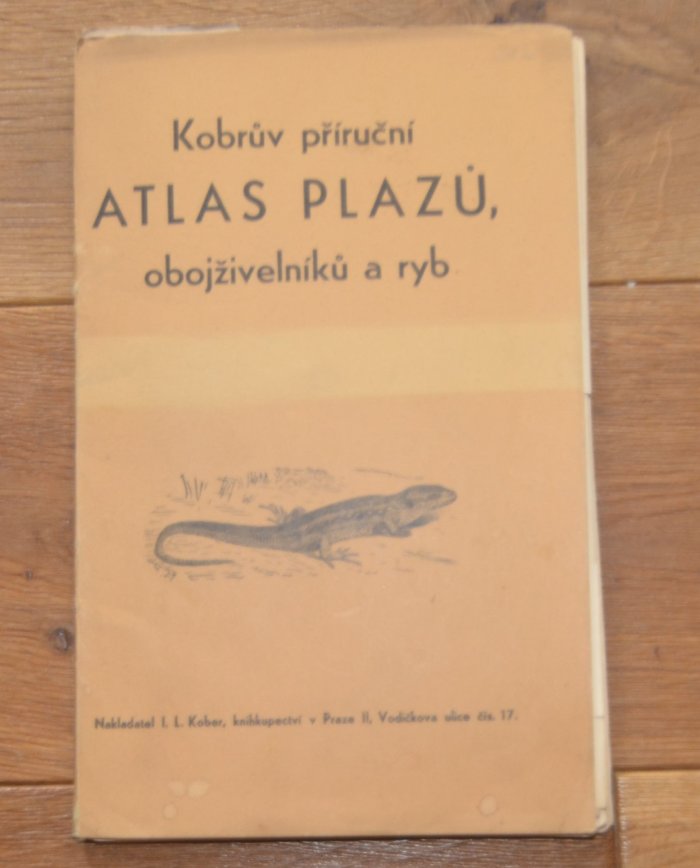 Kobrův příruční
ATLAS PLAZŮ,
obojživelníků a ryb
Nakladatel I. L. Kober, knihkupectví v Praze II, Vodičkova ulice čís. 17.